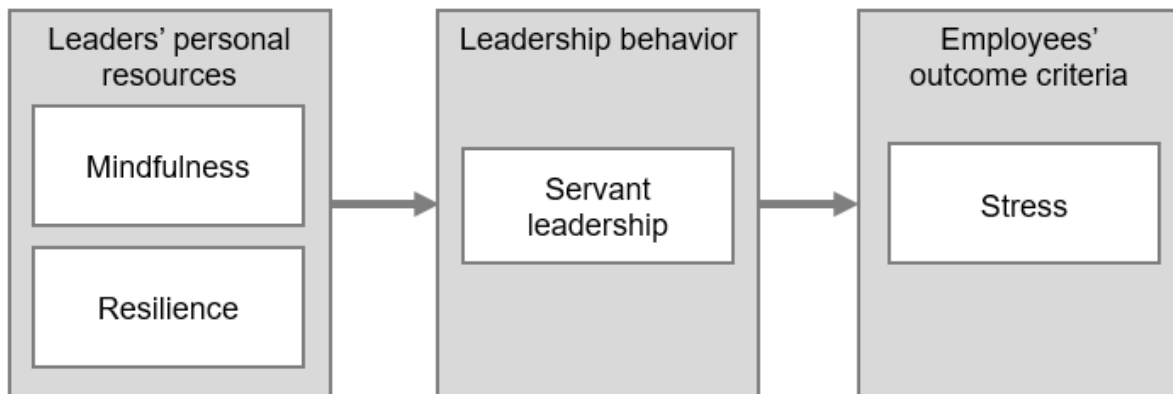 Leaders’ personal
resources
Mindfulness
Resilience
Leadership behavior
Servant
leadership
Employees’
outcome criteria
Stress